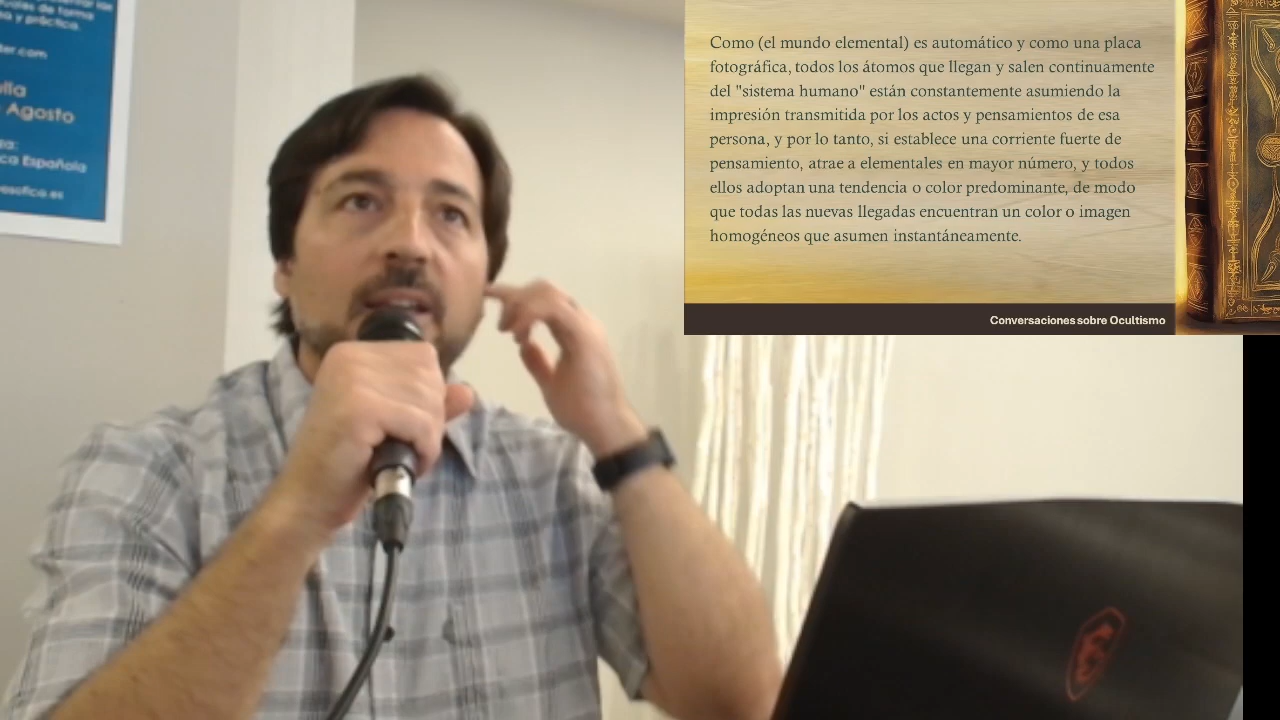 y práctica.
Agosto
Como (el mundo elemental) es automático y como una placa
fotográfica, todos los átomos que llegan y salen continuamente
del "sistema humano" están constantemente asumiendo la
impresión transmitida por los actos y pensamientos de esa
persona, y por lo tanto, si establece una corriente fuerte de
pensamiento, atrae a elementales en mayor número, y todos
ellos adoptan una tendencia o color predominante, de modo
que todas las nuevas llegadas encuentran un color o imagen
homogéneos que asumen instantáneamente.
Conversaciones sobre Ocultismo